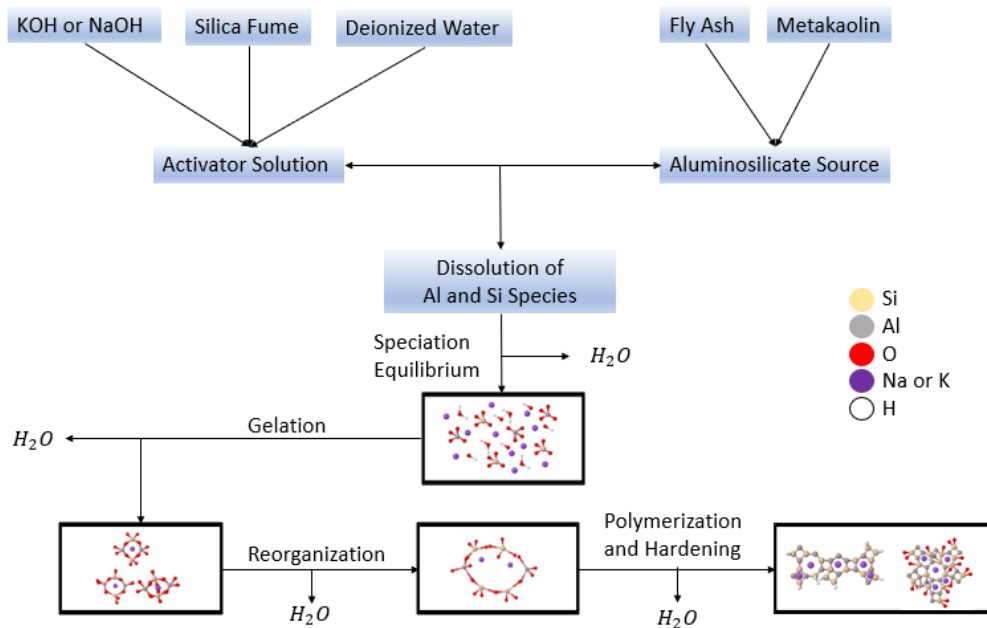 KOH or NaOH
Silica Fume
Deionized Water
Fly Ash
Metakaolin
Activator Solution
Aluminosilicate Source
Dissolution of
Al and Si Species
Speciation
Equilibrium
H₂O
Si
Al
O
Na or K
H
Gelation
H₂O
Reorganization
H₂O
Polymerization
and Hardening
H₂O